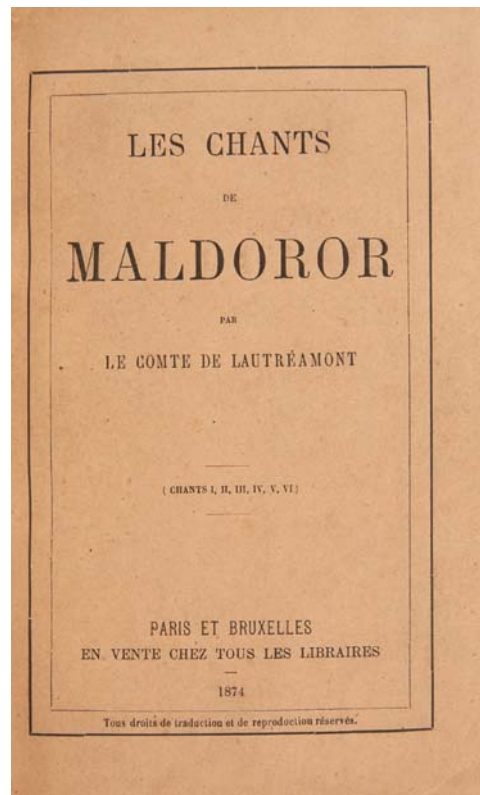 LES CHANTS
DE
MALDOROR
PAR
LE COMTE DE LAUTRÉAMONT
( CHANTS I, II, III, IV, V, VI )
PARIS ET BRUXELLES
EN VENTE CHEZ TOUS LES LIBRAIRES
1874
Tous droits de traduction et de reproduction réservés.